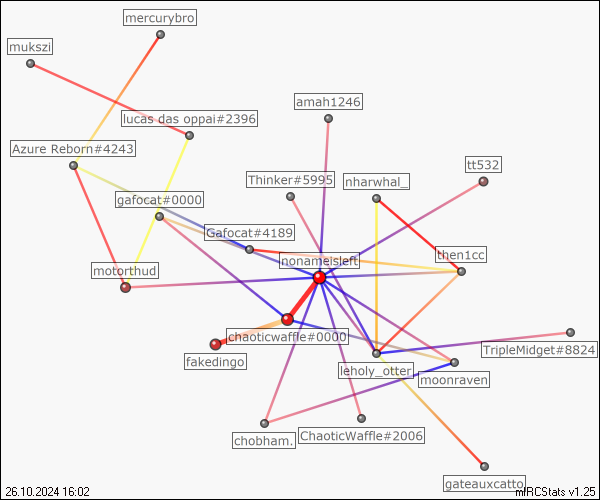 mercurybro
mukszi
amah1246
lucas das oppai#2396
Azure Reborn#4243
tt532
Thinker#5995
nharwhal_
gafocat#0000
Gafocat#4189
then1cc
nonameisleft
motorthud
chaoticwaffle#0000
TripleMidget#8824
fakedingo
leholy_otter
moonraven
ChaoticWaffle#2006
chobham.
gateauxcatto
26.10.2024 16:02
mIRCStats v1.25